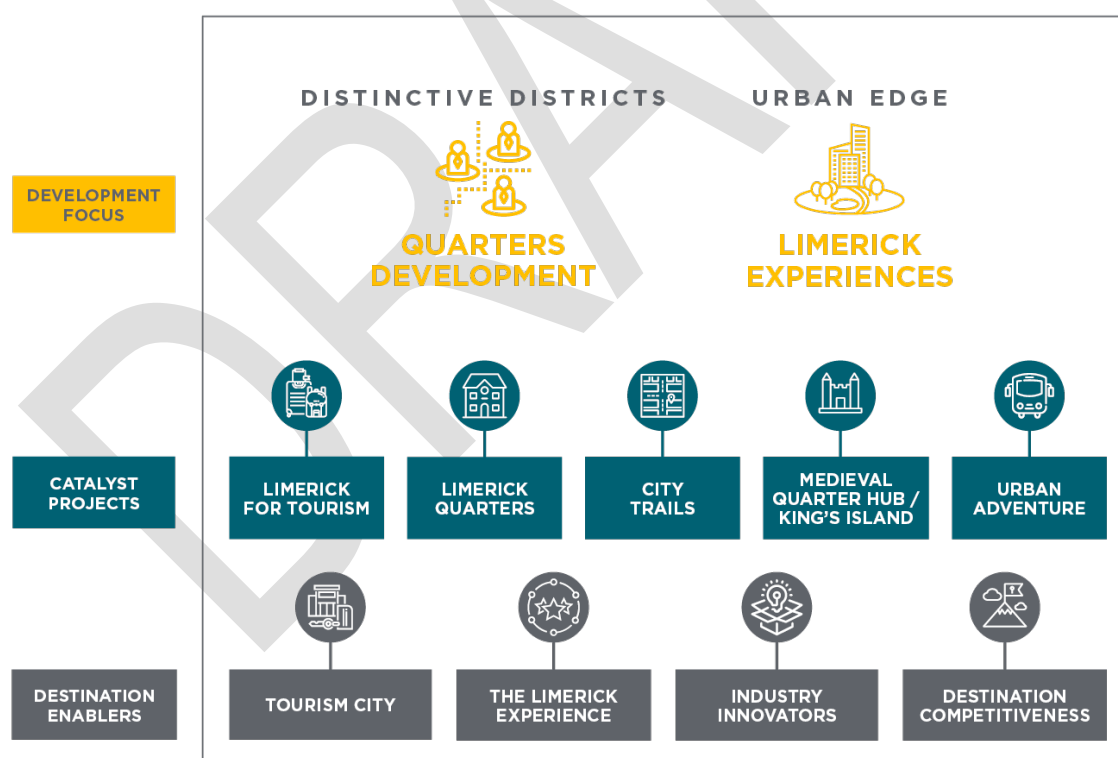 DISTINCTIVE DISTRICTS
URBAN EDGE
DEVELOPMENT
FOCUS
QUARTERS
DEVELOPMENT
LIMERICK
EXPERIENCES
CATALYST
PROJECTS
LIMERICK
FOR TOURISM
LIMERICK
QUARTERS
CITY
TRAILS
MEDIEVAL
QUARTER HUB /
KING'S ISLAND
URBAN
ADVENTURE
DESTINATION
ENABLERS
TOURISM CITY
THE LIMERICK
EXPERIENCE
INDUSTRY
INNOVATORS
DESTINATION
COMPETITIVENESS